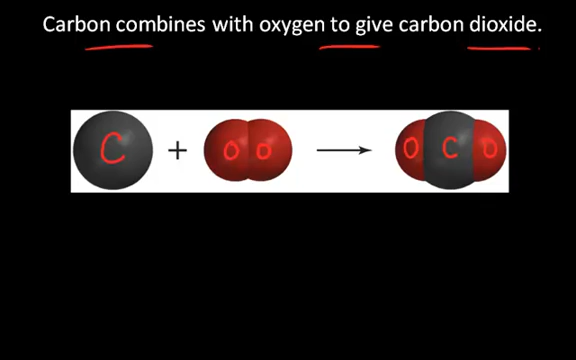 Carbon combines with oxygen to give carbon dioxide.
C + O O → O C O